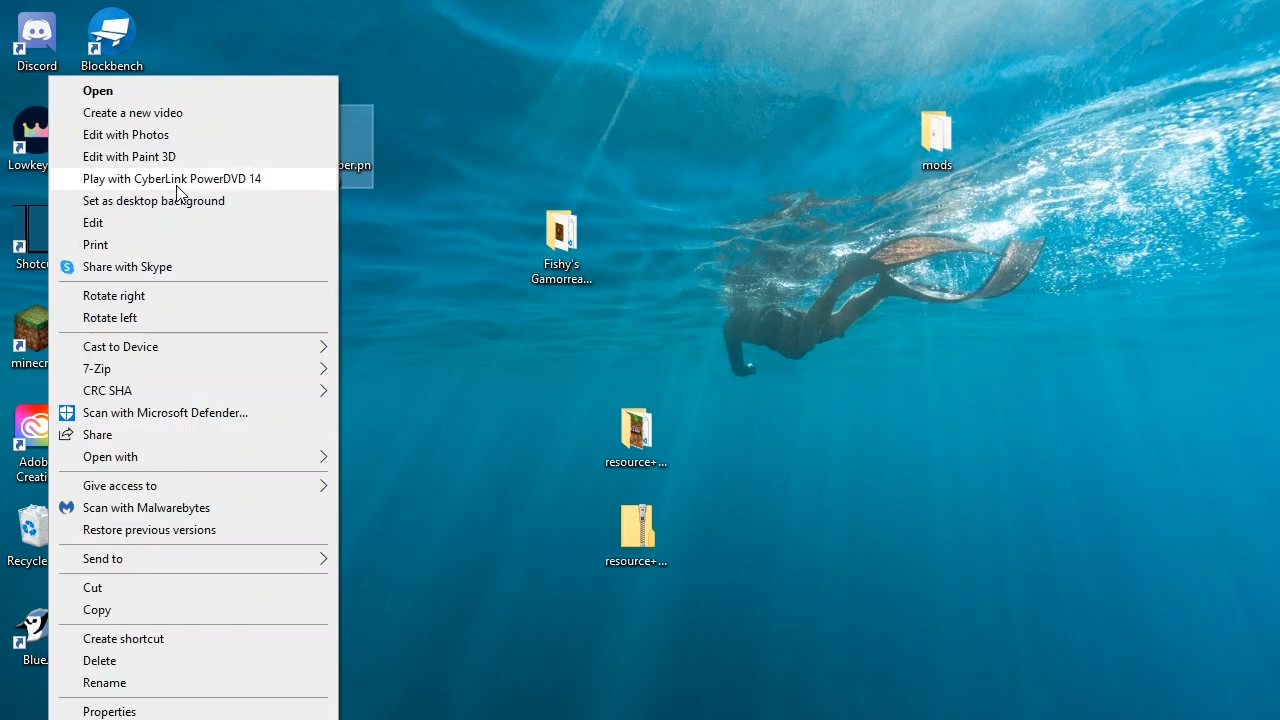 Discord
Blockbench
Lowkey
Shotc
minecr
Adob
Creati
Recycle
Blue
ber.pn
Open
Create a new video
Edit with Photos
Edit with Paint 3D
Play with CyberLink PowerDVD 14
Set as desktop background
Edit
Print
Share with Skype
Rotate right
Rotate left
Cast to Device
7-Zip
CRC SHA
Scan with Microsoft Defender...
Share
Open with
Give access to
Scan with Malwarebytes
Restore previous versions
Send to
Cut
Copy
Create shortcut
Delete
Rename
Properties
Fishy's
Gamorrea...
resource+...
resource+...
mods